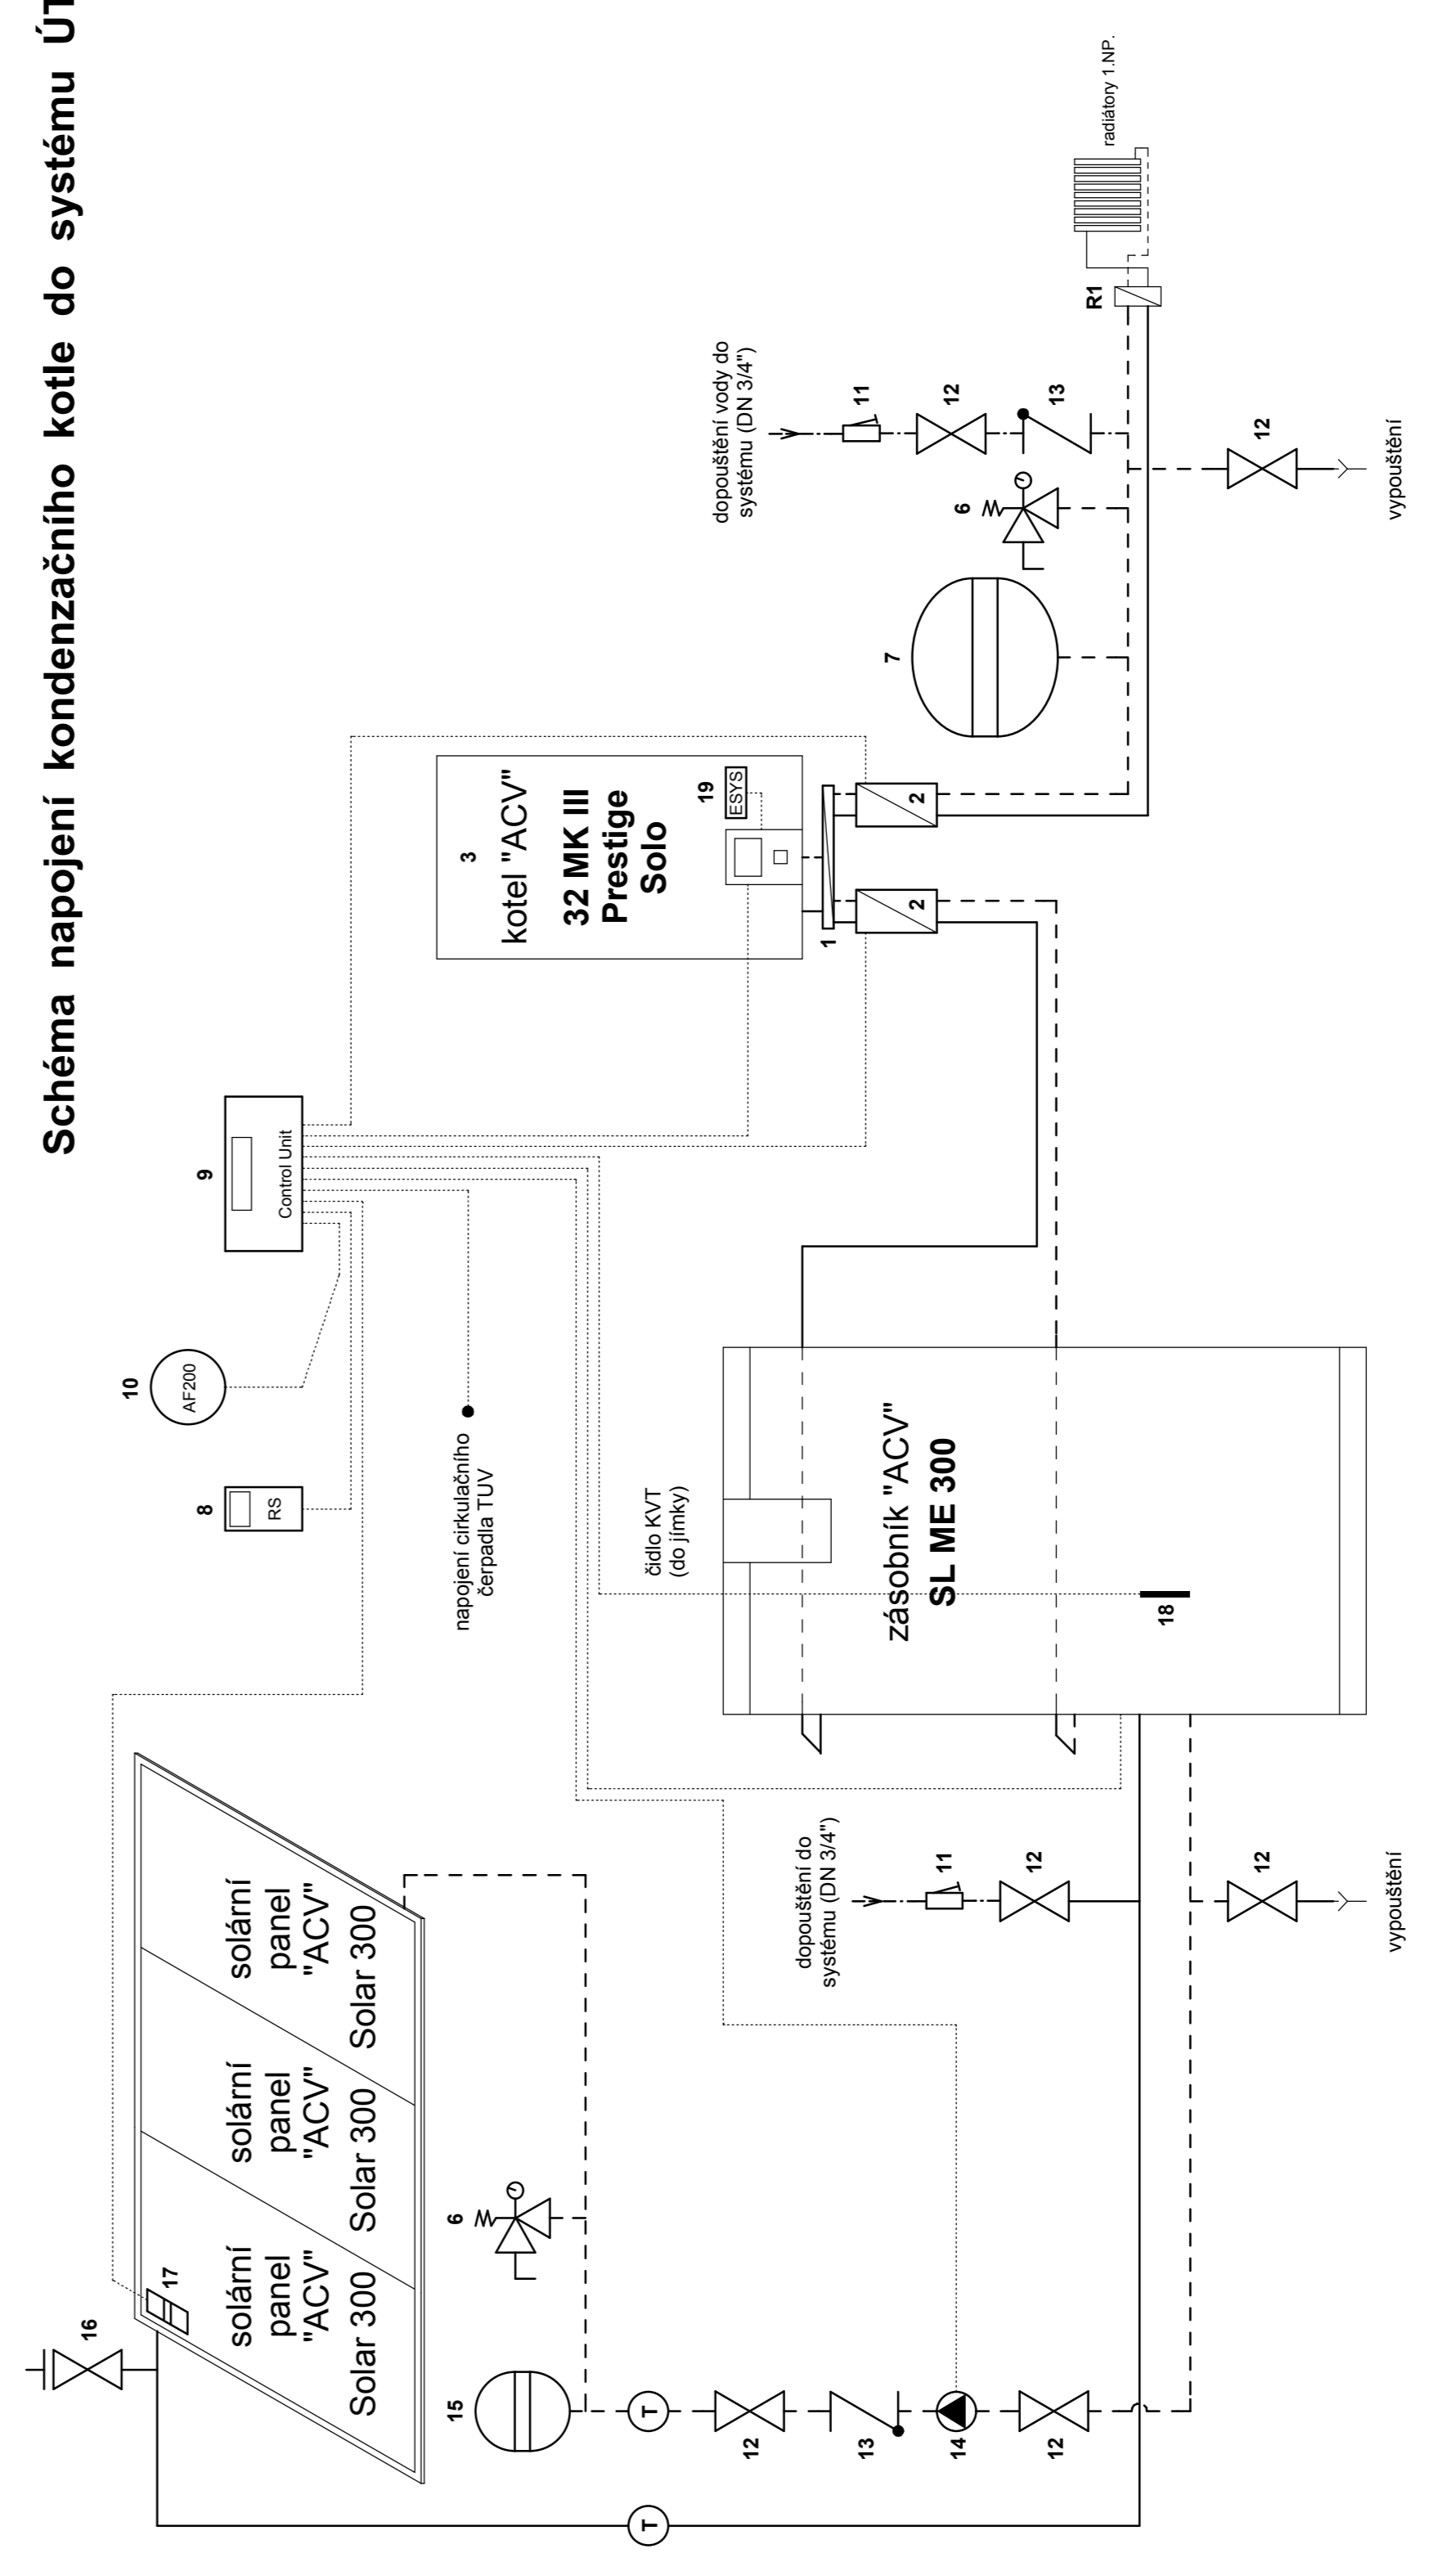 Schéma napojení kondenzačního kotle do systému ÚT
16
17
solární
panel
"ACV"
Solar 300
solární
panel
"ACV"
Solar 300
solární
panel
"ACV"
Solar 300
8
RS
10
AF200
9
Control Unit
napojení cirkulačního
čerpadla TUV
3
kotel "ACV"
32 MK III
Prestige
Solo
19
ESYS
1
2
2
7
6
dopouštění vody do
systému (DN 3/4")
11
12
13
R1
radiátory 1.NP.
12
vypouštění
čidlo KVT
(do jímky)
zásobník "ACV"
SL ME 300
18
15
6
T
12
13
14
12
T
dopouštění do
systému (DN 3/4")
11
12
12
vypouštění